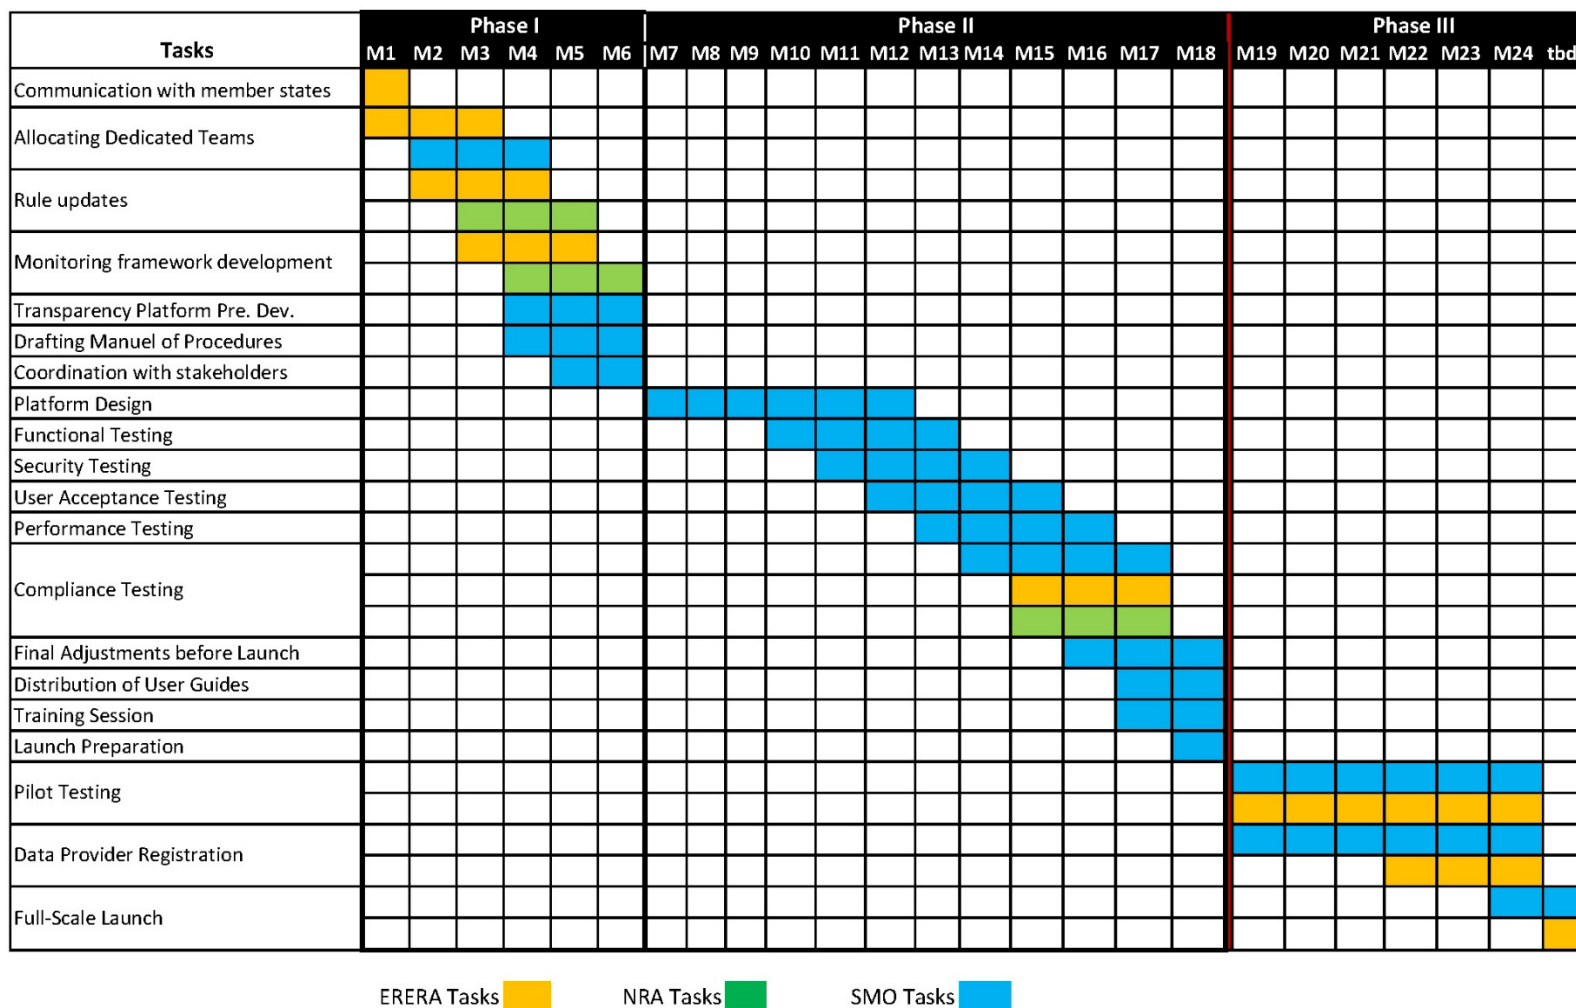 Phase I Phase II Phase III
Tasks M1 M2 M3 M4 M5 M6 M7 M8 M9 M10 M11 M12 M13 M14 M15 M16 M17 M18 M19 M20 M21 M22 M23 M24 tbd
Communication with member states
Allocating Dedicated Teams
Rule updates
Monitoring framework development
Transparency Platform Pre. Dev.
Drafting Manuel of Procedures
Coordination with stakeholders
Platform Design
Functional Testing
Security Testing
User Acceptance Testing
Performance Testing
Compliance Testing
Final Adjustments before Launch
Distribution of User Guides
Training Session
Launch Preparation
Pilot Testing
Data Provider Registration
Full-Scale Launch
ERERA Tasks NRA Tasks SMO Tasks